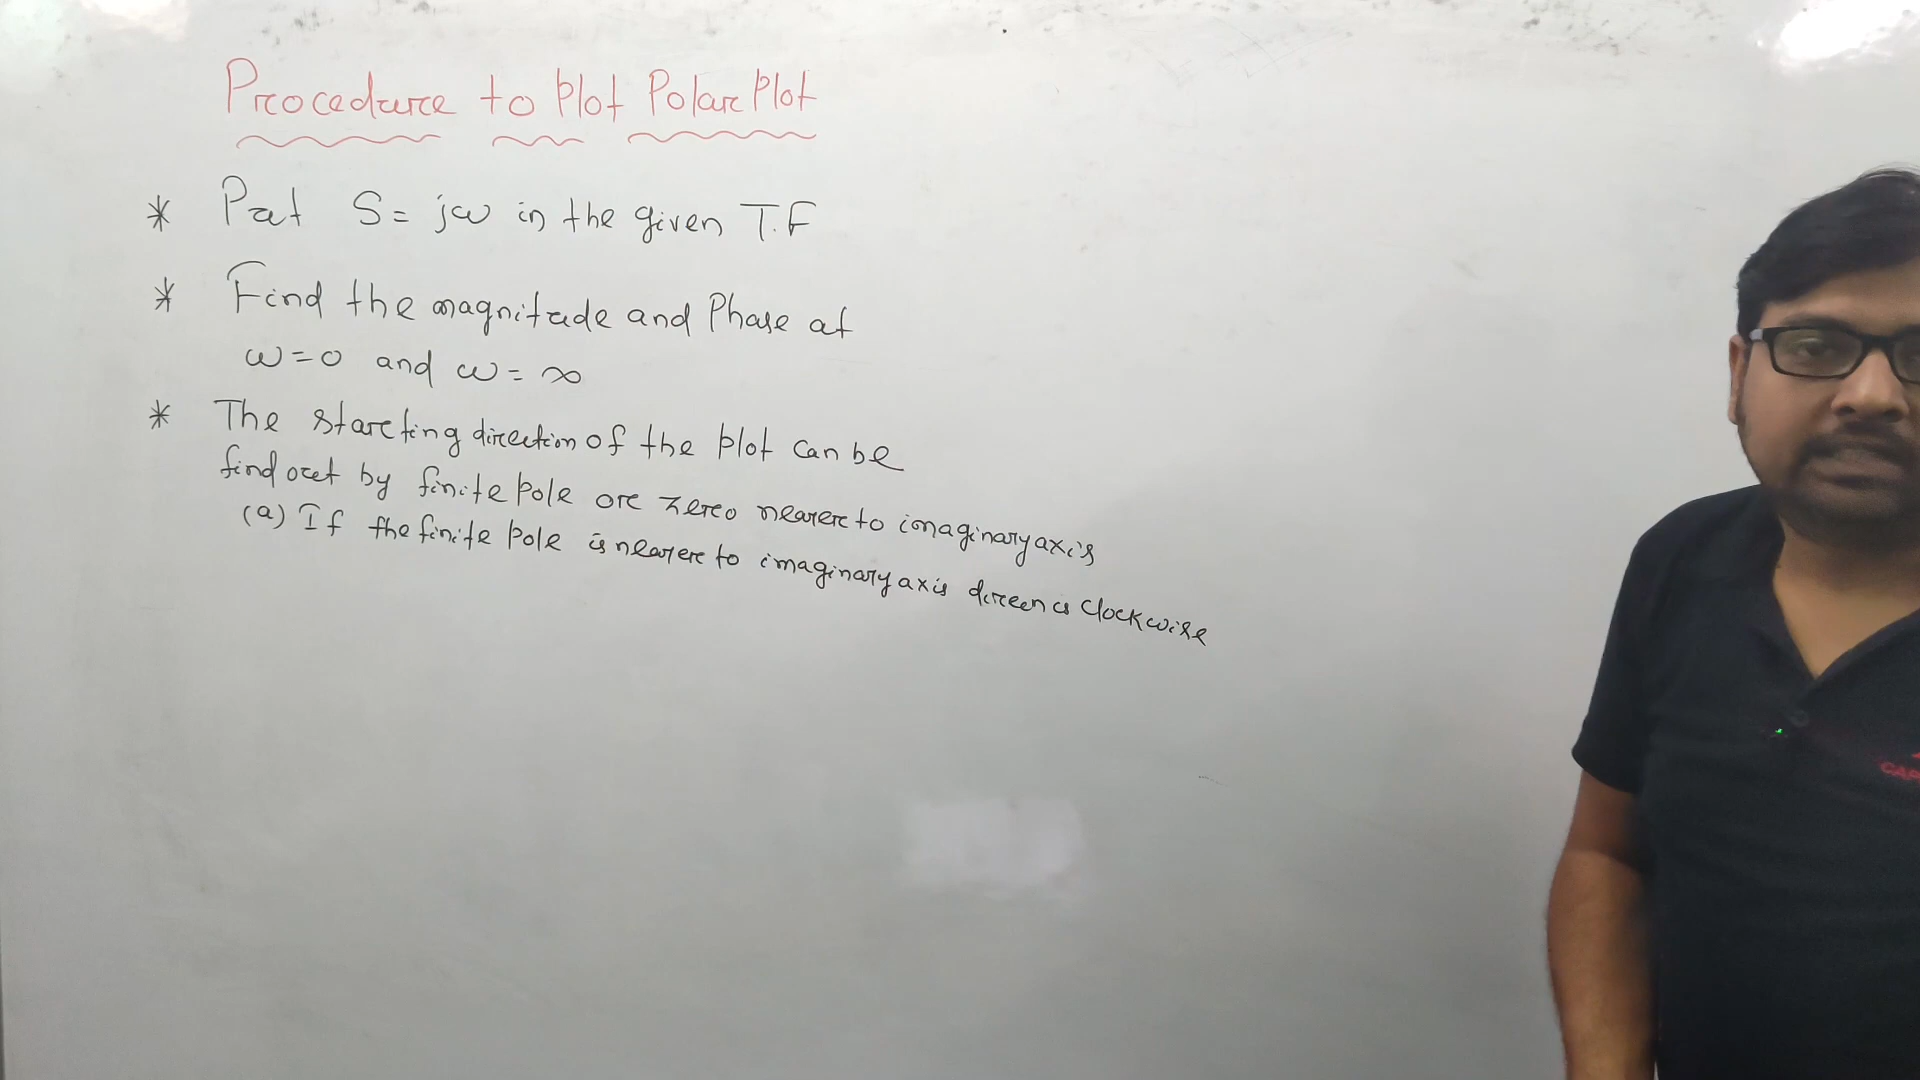 Procedure to Plot Polar Plot
* Put S = jω in the given T.F
* Find the magnitude and Phase at
ω = 0 and ω = ∞
* The starting direction of the plot can be
find out by finite pole or zero nearer to imaginary axis
(a) If the finite pole is nearer to imaginary axis is clockwise
CAP